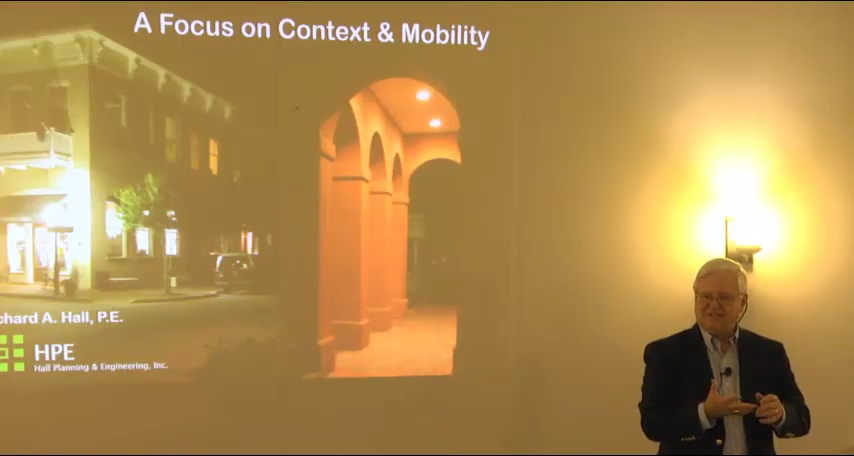 A Focus on Context & Mobility
chard A. Hall, P.E.
HPE
Hall Planning & Engineering, Inc.